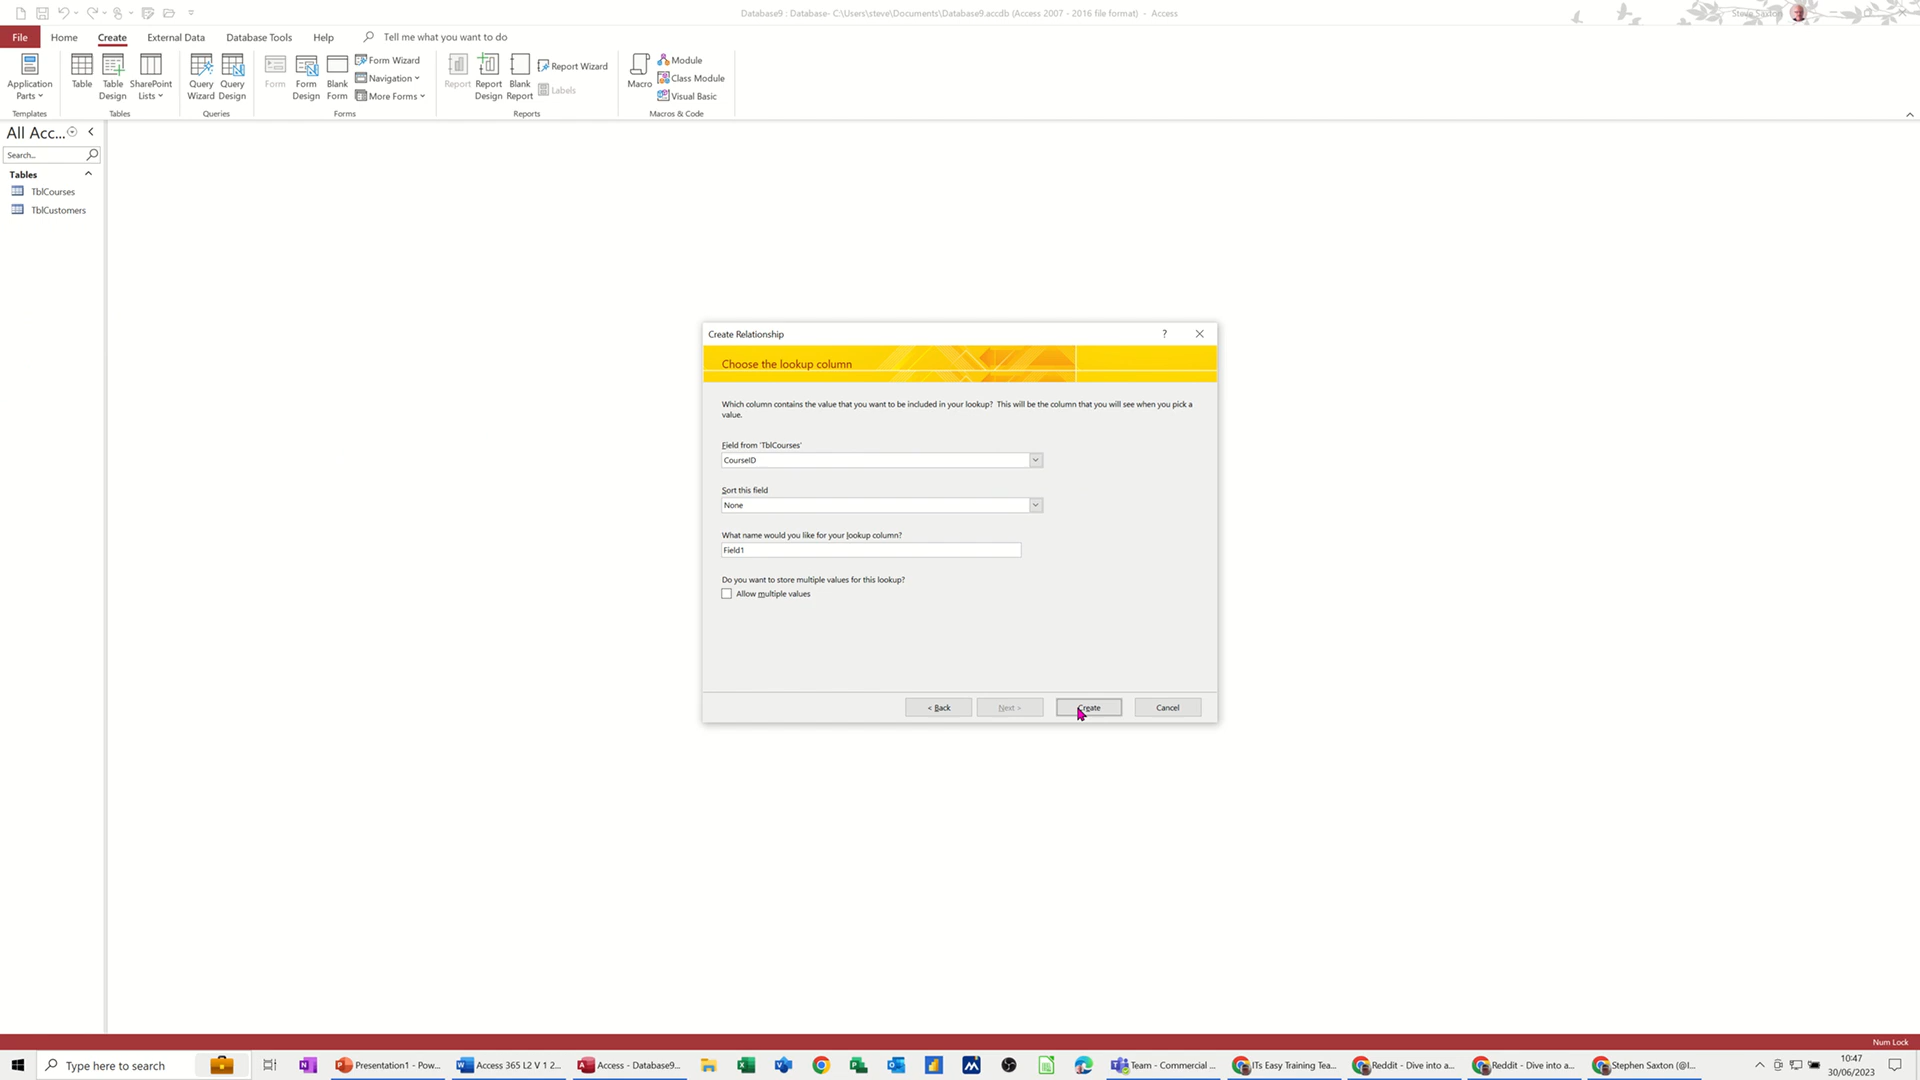 Database9 : Database- C:\Users\steve\Documents\Database9.accdb (Access 2007 - 2016 file format) - Access
Steve Saxton
File
Home
Create
External Data
Database Tools
Help
Tell me what you want to do
Application Parts
Table
Table Design
SharePoint Lists
Query Wizard
Query Design
Form
Form Design
Blank Form
Form Wizard
Navigation
More Forms
Report
Report Design
Blank Report
Report Wizard
Labels
Macro
Module
Class Module
Visual Basic
Templates
Tables
Queries
Forms
Reports
Macros & Code
All Acc...
Search...
Tables
TblCourses
TblCustomers
Create Relationship
?
Choose the lookup column
Which column contains the value that you want to be included in your lookup? This will be the column that you will see when you pick a
value.
Field from 'TblCourses'
CourseID
Sort this field
None
What name would you like for your lookup column?
Field1
Do you want to store multiple values for this lookup?
Allow multiple values
< Back
Next >
Create
Cancel
Num Lock
Type here to search
Presentation1 - Pow...
Access 365 L2 V 1 2...
Access - Database9...
Team - Commercial ...
ITs Easy Training Tea...
Reddit - Dive into a...
Reddit - Dive into a...
Stephen Saxton (@I...
10:47
30/06/2023